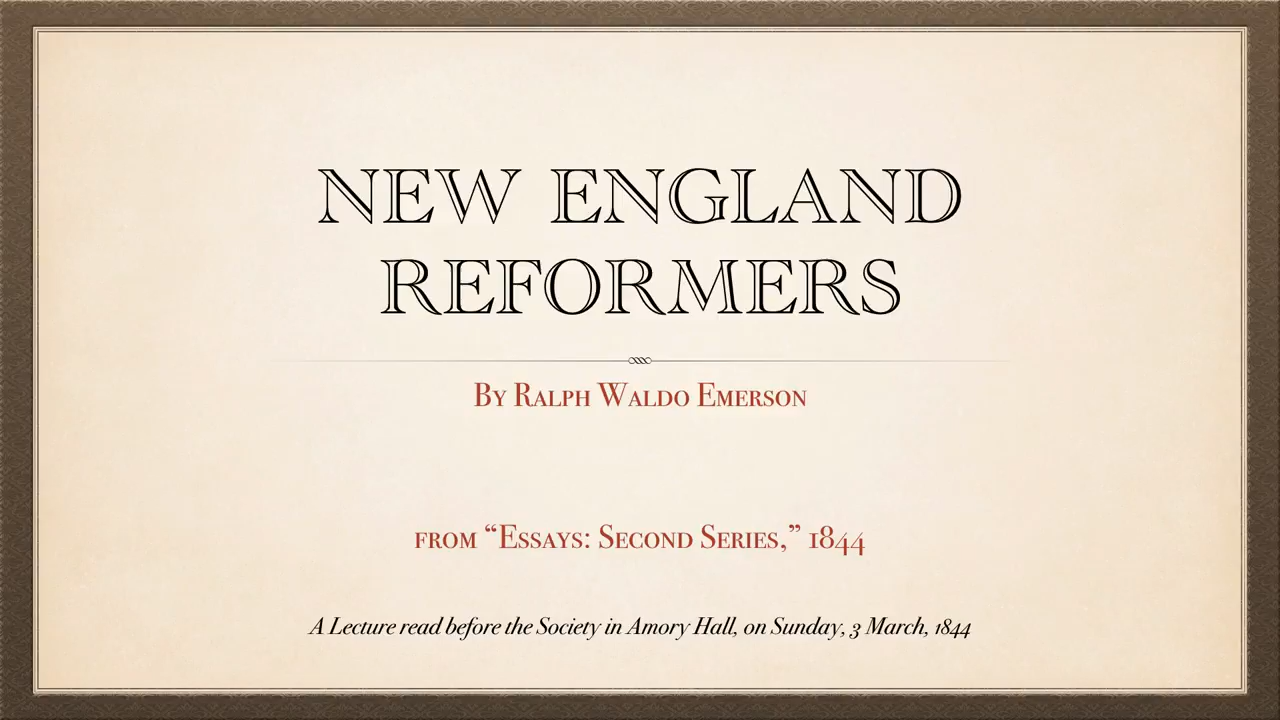 NEW ENGLAND
REFORMERS
By Ralph Waldo Emerson
from “Essays: Second Series,” 1844
A Lecture read before the Society in Amory Hall, on Sunday, 3 March, 1844